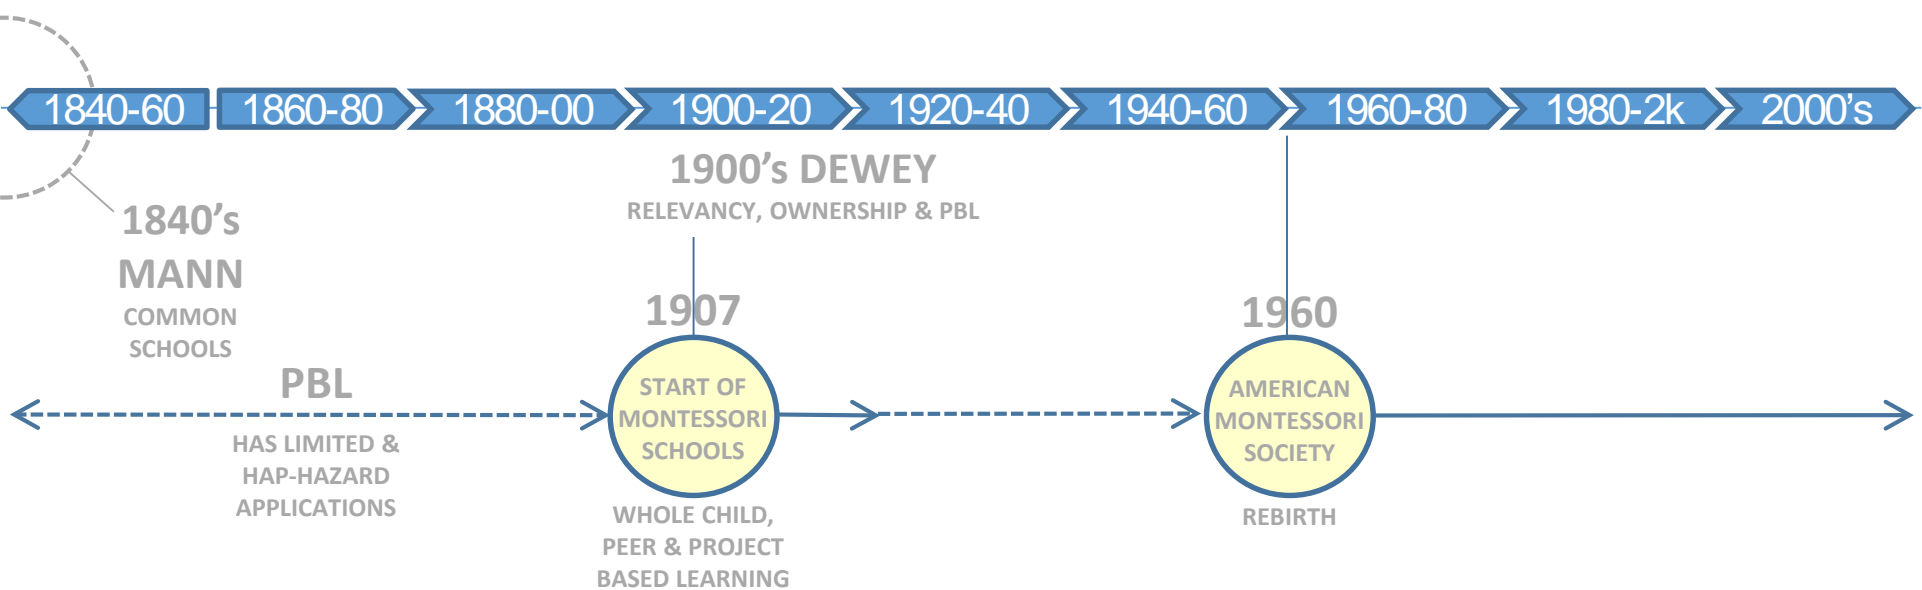 1840-60
1860-80
1880-00
1900-20
1920-40
1940-60
1960-80
1980-2k
2000's
1840's
MANN
COMMON
SCHOOLS
1900's DEWEY
RELEVANCY, OWNERSHIP & PBL
PBL
HAS LIMITED &
HAP-HAZARD
APPLICATIONS
1907
START OF
MONTESSORI
SCHOOLS
WHOLE CHILD,
PEER & PROJECT
BASED LEARNING
1960
AMERICAN
MONTESSORI
SOCIETY
REBIRTH